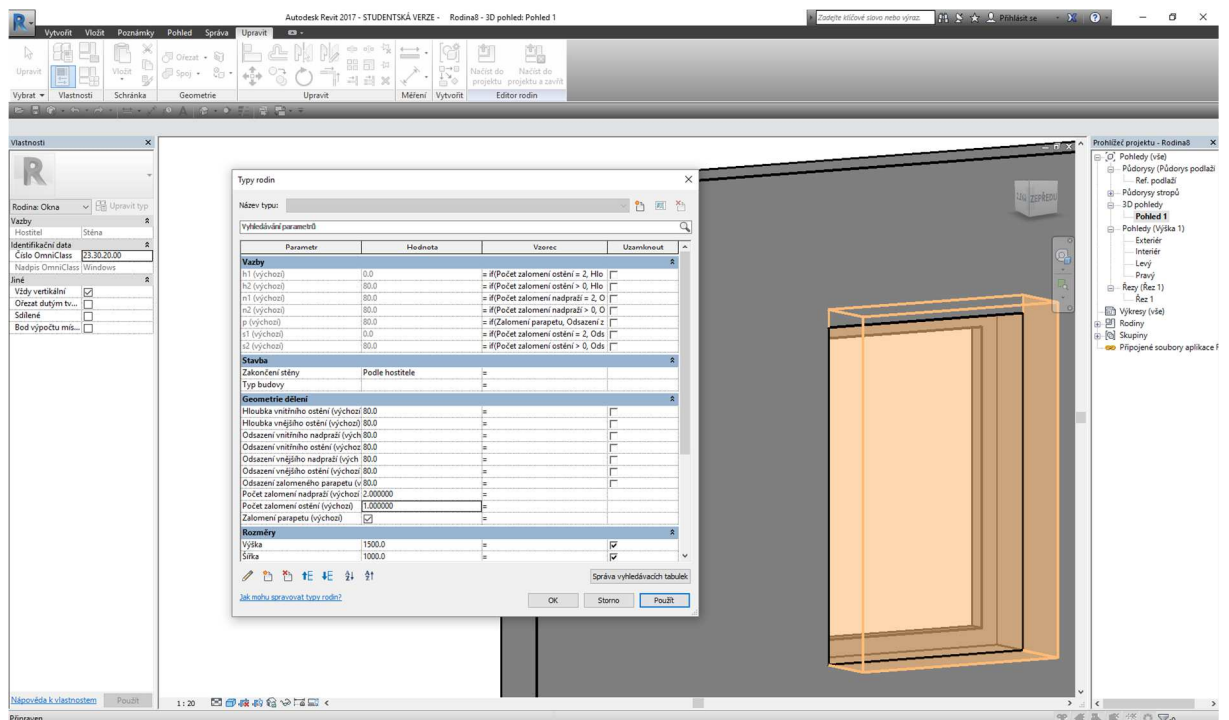 Autodesk Revit 2017 - STUDENTSKÁ VERZE - Rodina8 - 3D pohled: Pohled 1
Zadejte klíčové slovo nebo výraz.
Přihlásit se
Vytvořit Vložit Poznámky Pohled Správa Upravit
Upravit
Vložit
Ořezat
Spoj
Načíst do projektu
Načíst do projektu a zavřít
Vybrat Vlastnosti Schránka Geometrie Upravit Měření Vytvořit Editor rodin
Vlastnosti
Rodina: Okna Upravit typ
Vazby
Hostitel Stěna
Identifikační data
Číslo OmniClass 23.30.20.00
Nadpis OmniClass Windows
Jiné
Vždy vertikální
Ořezat dutým tv...
Sdílené
Bod výpočtu mís...
Nápověda k vlastnostem Použít
Připraven
Typy rodin
Název typu:
Vyhledávání parametrů
Parametr Hodnota Vzorec Uzamknout
Vazby
h1 (výchozí) 0.0 = if(Počet zalomení ostění = 2, Hlo
h2 (výchozí) 80.0 = if(Počet zalomení ostění > 0, Hlo
n1 (výchozí) 80.0 = if(Počet zalomení nadpraží = 2, O
n2 (výchozí) 80.0 = if(Počet zalomení nadpraží > 0, O
p (výchozí) 80.0 = if(Zalomení parapetu, Odsazení z
s1 (výchozí) 0.0 = if(Počet zalomení ostění = 2, Ods
s2 (výchozí) 80.0 = if(Počet zalomení ostění > 0, Ods
Stavba
Zakončení stěny Podle hostitele =
Typ budovy =
Geometrie dělení
Hloubka vnitřního ostění (výchozí 80.0 =
Hloubka vnějšího ostění (výchozí) 80.0 =
Odsazení vnitřního nadpraží (vých 80.0 =
Odsazení vnitřního ostění (výchoz 80.0 =
Odsazení vnějšího nadpraží (vých 80.0 =
Odsazení vnějšího ostění (výchozí 80.0 =
Odsazení zalomeného parapetu (v 80.0 =
Počet zalomení nadpraží (výchozí 2.000000 =
Počet zalomení ostění (výchozí) 1.000000 =
Zalomení parapetu (výchozí) =
Rozměry
Výška 1500.0 =
Šířka 1000.0 =
Správa vyhledávacích tabulek
Jak mohu spravovat typy rodin?
OK Storno Použít
ZEPŘEDU
1 : 20
Prohlížeč projektu - Rodina8
Pohledy (vše)
Půdorysy (Půdorys podlaží
Ref. podlaží
Půdorysy stropů
3D pohledy
Pohled 1
Pohledy (Výška 1)
Exteriér
Interiér
Levý
Pravý
Řezy (Řez 1)
Řez 1
Výkresy (vše)
Rodiny
Skupiny
Připojené soubory aplikace R